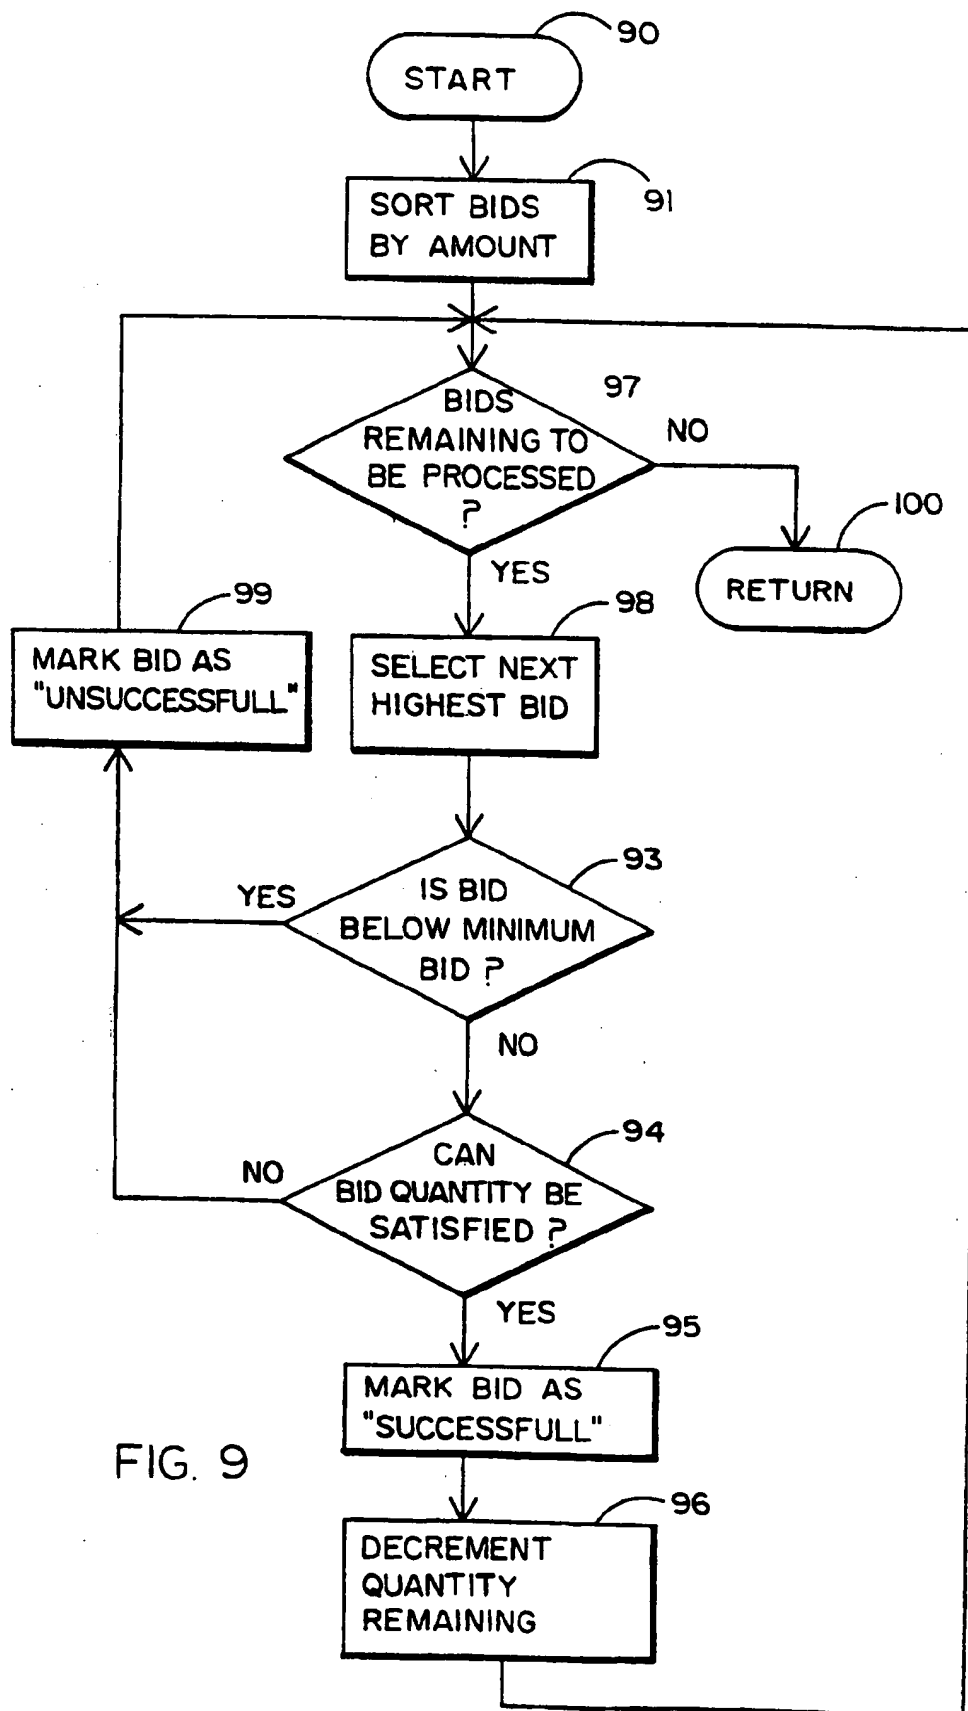 90
START
91
SORT BIDS
BY AMOUNT
97
BIDS
REMAINING TO
BE PROCESSED
?
NO
100
RETURN
YES
99
MARK BID AS
"UNSUCCESSFULL"
98
SELECT NEXT
HIGHEST BID
93
YES
IS BID
BELOW MINIMUM
BID ?
NO
94
NO
CAN
BID QUANTITY BE
SATISFIED ?
YES
95
MARK BID AS
"SUCCESSFULL"
FIG. 9
96
DECREMENT
QUANTITY
REMAINING